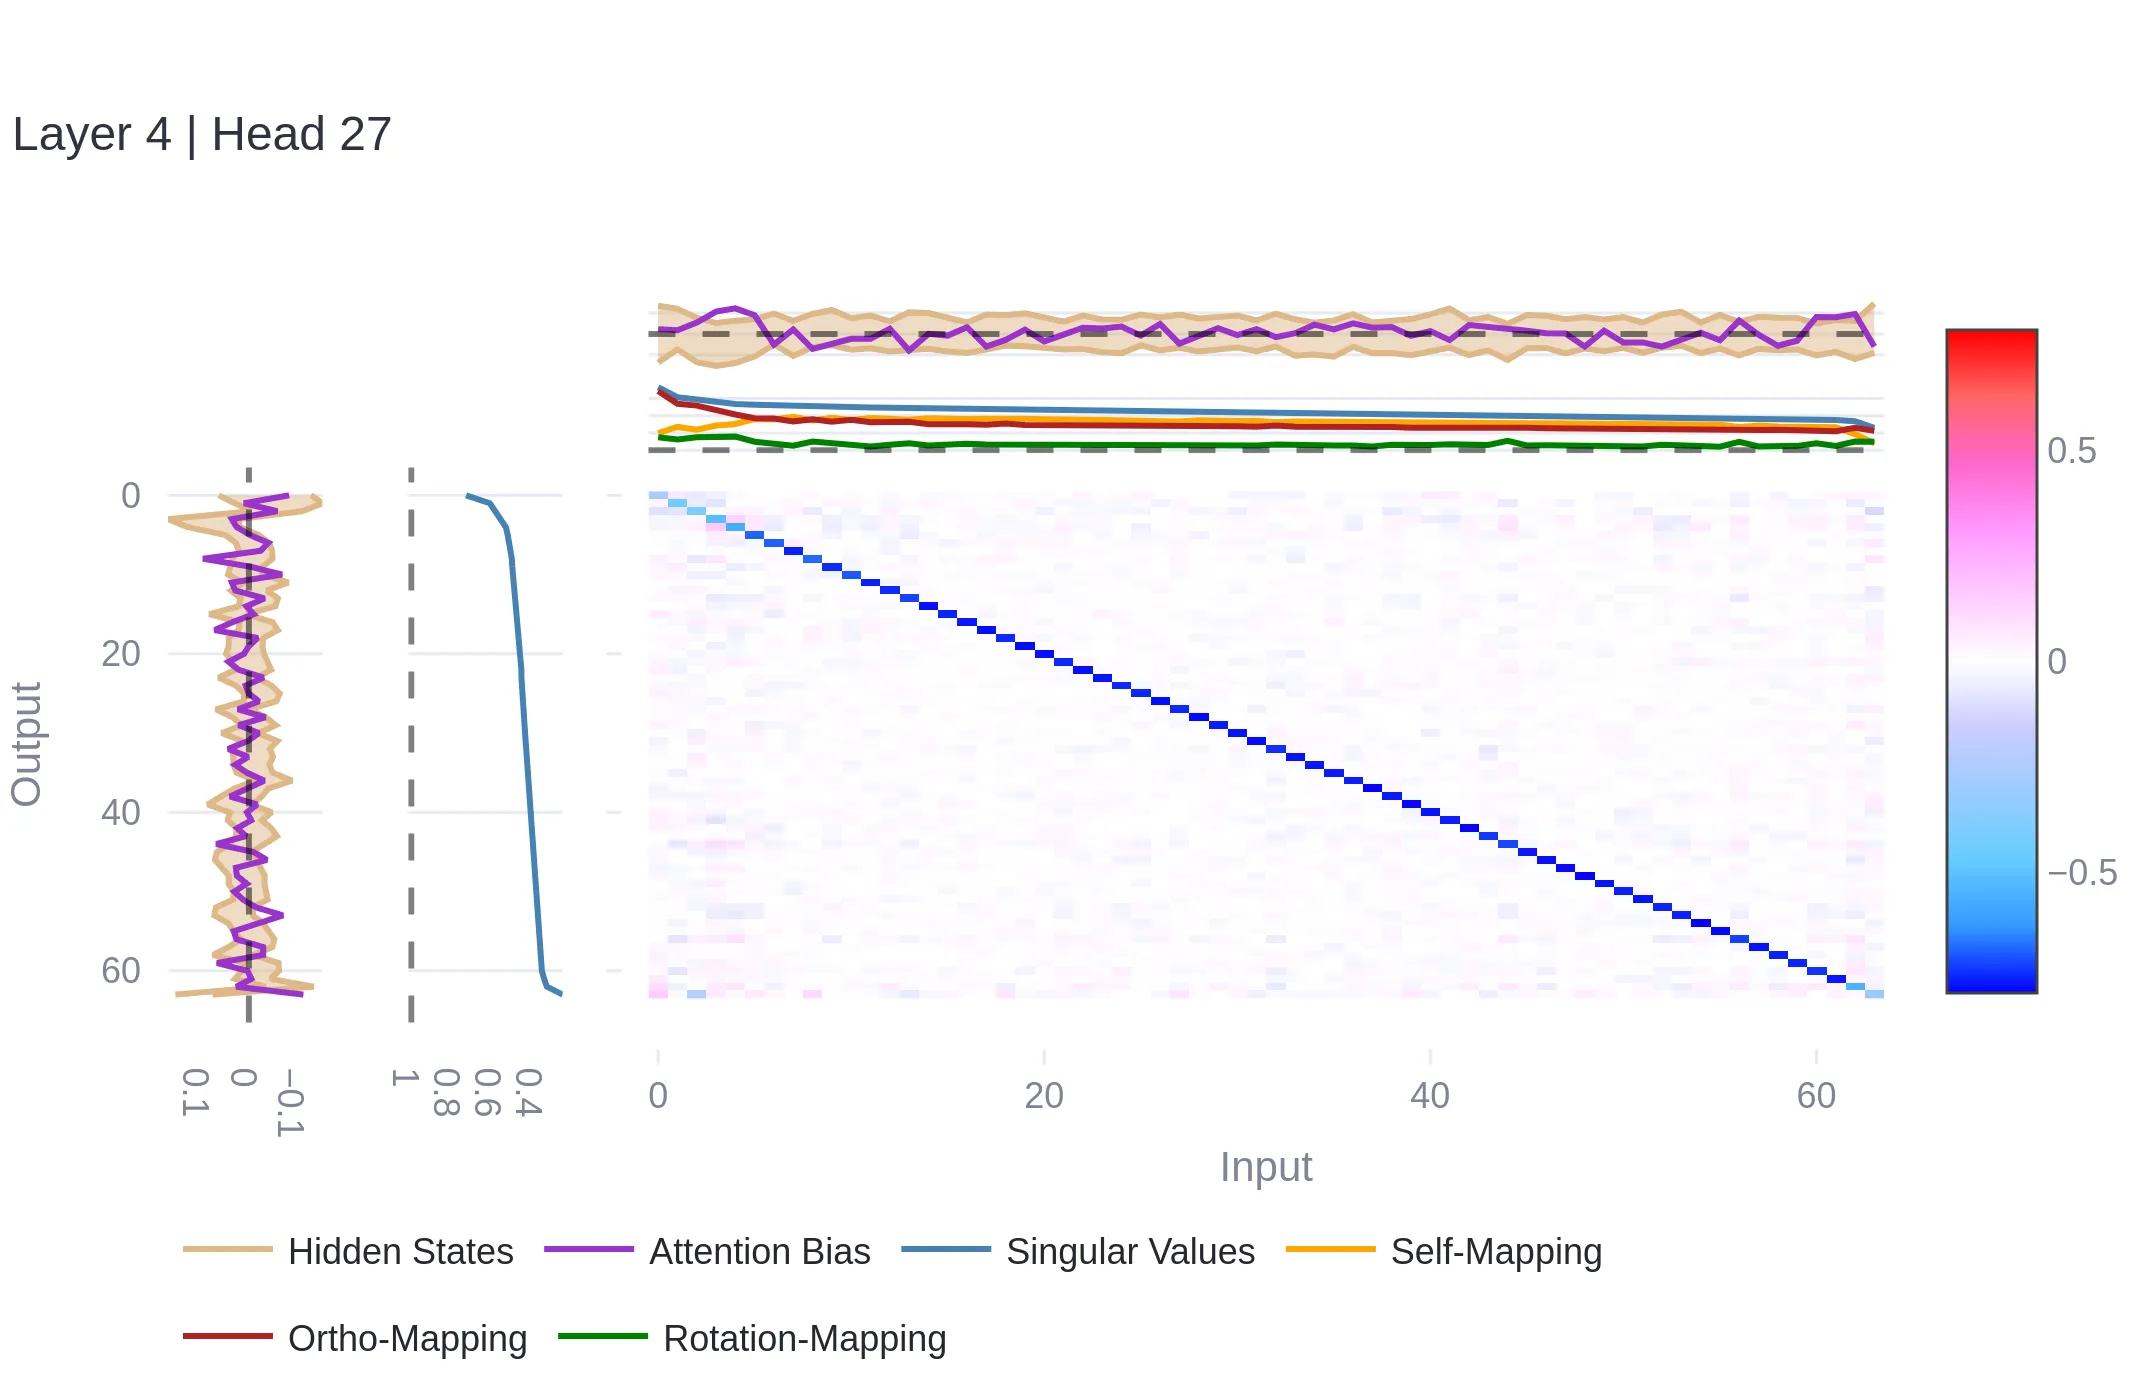 Layer 4 | Head 27
0
20
40
60
Output
0.1
0
−0.1
1
0.8
0.6
0.4
0
20
40
60
Input
0.5
0
−0.5
Hidden States
Attention Bias
Singular Values
Self-Mapping
Ortho-Mapping
Rotation-Mapping